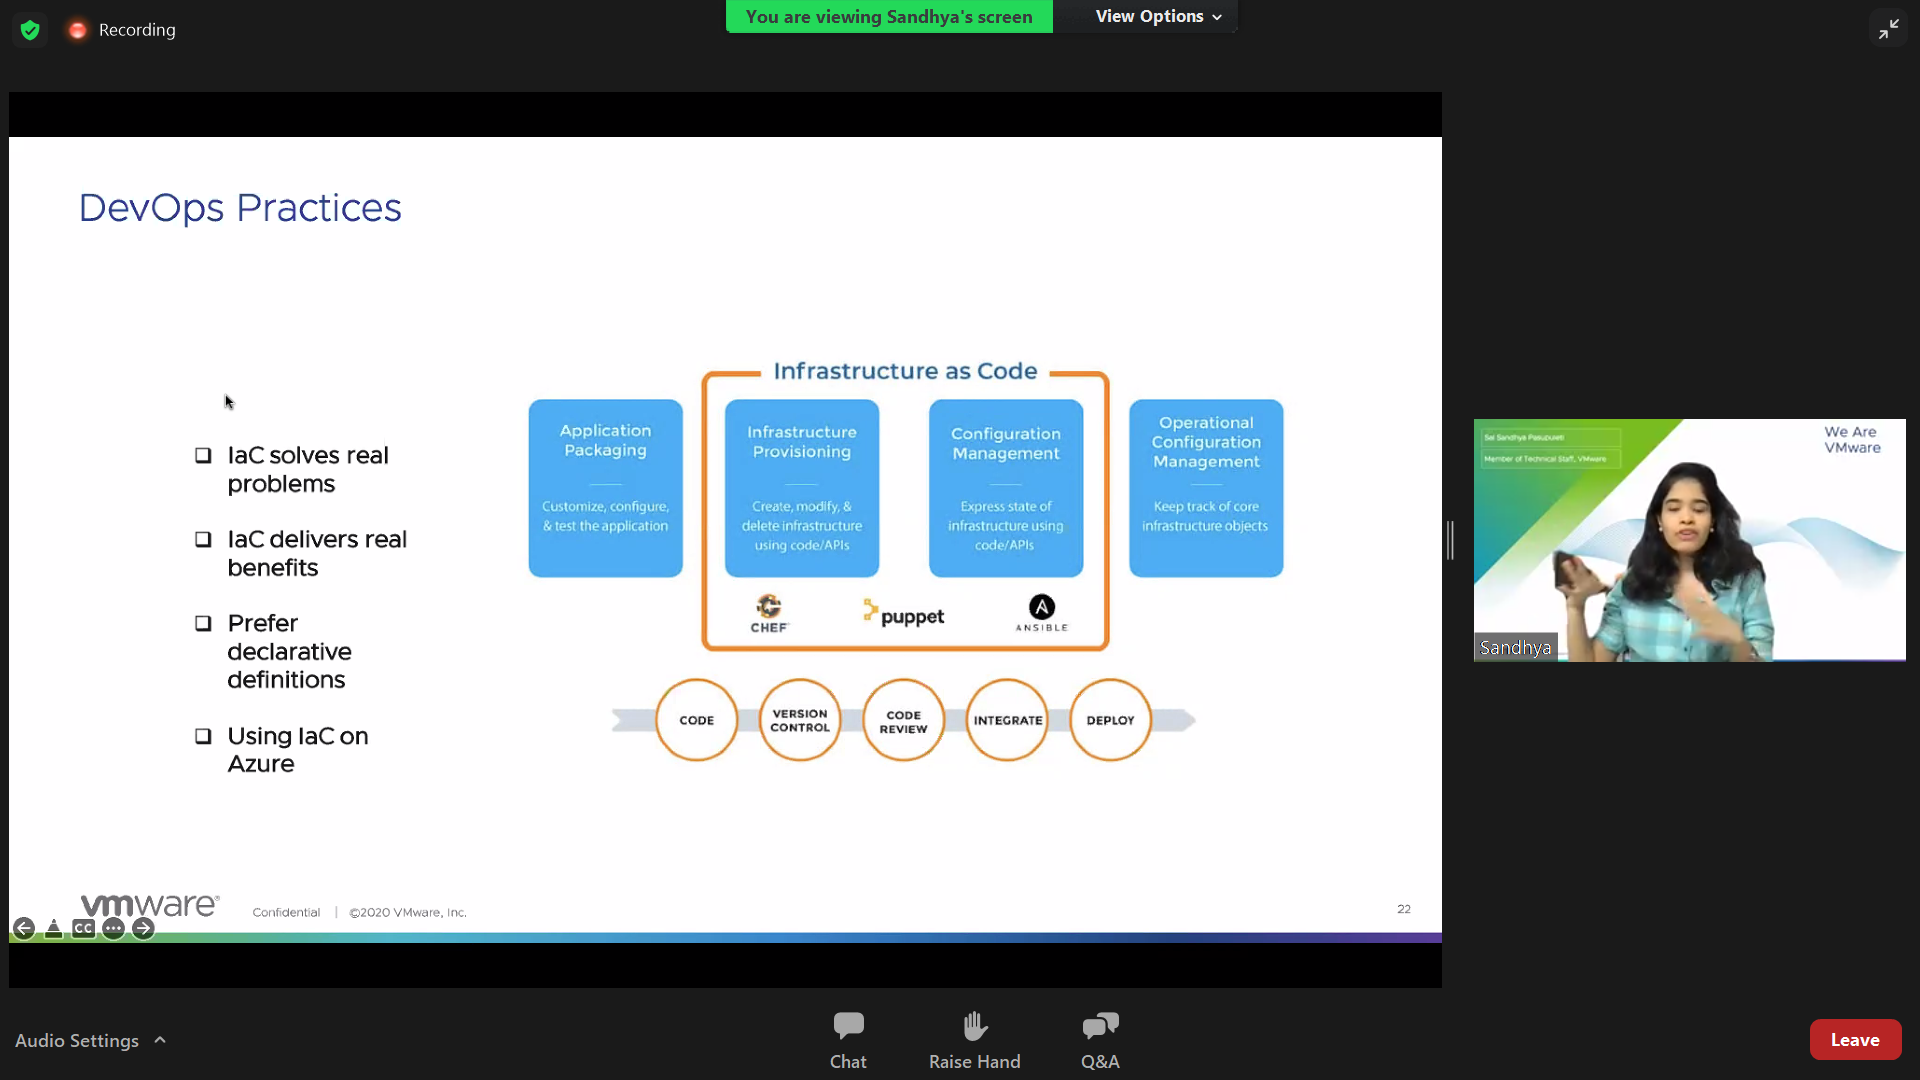 Recording
You are viewing Sandhya's screen
View Options
DevOps Practices
IaC solves real
problems
IaC delivers real
benefits
Prefer
declarative
definitions
Using IaC on
Azure
Infrastructure as Code
Application
Packaging
Customize, configure,
& test the application
Infrastructure
Provisioning
Create, modify, &
delete infrastructure
using code/APIs
Configuration
Management
Express state of
infrastructure using
code/APIs
Operational
Configuration
Management
Keep track of core
infrastructure objects
CHEF
puppet
ANSIBLE
CODE
VERSION
CONTROL
CODE
REVIEW
INTEGRATE
DEPLOY
vmware®
Confidential | ©2020 VMware, Inc.
22
CC
Member of Technical Staff, VMware
We Are
VMware
Sandhya
Audio Settings
Chat
Raise Hand
Q&A
Leave